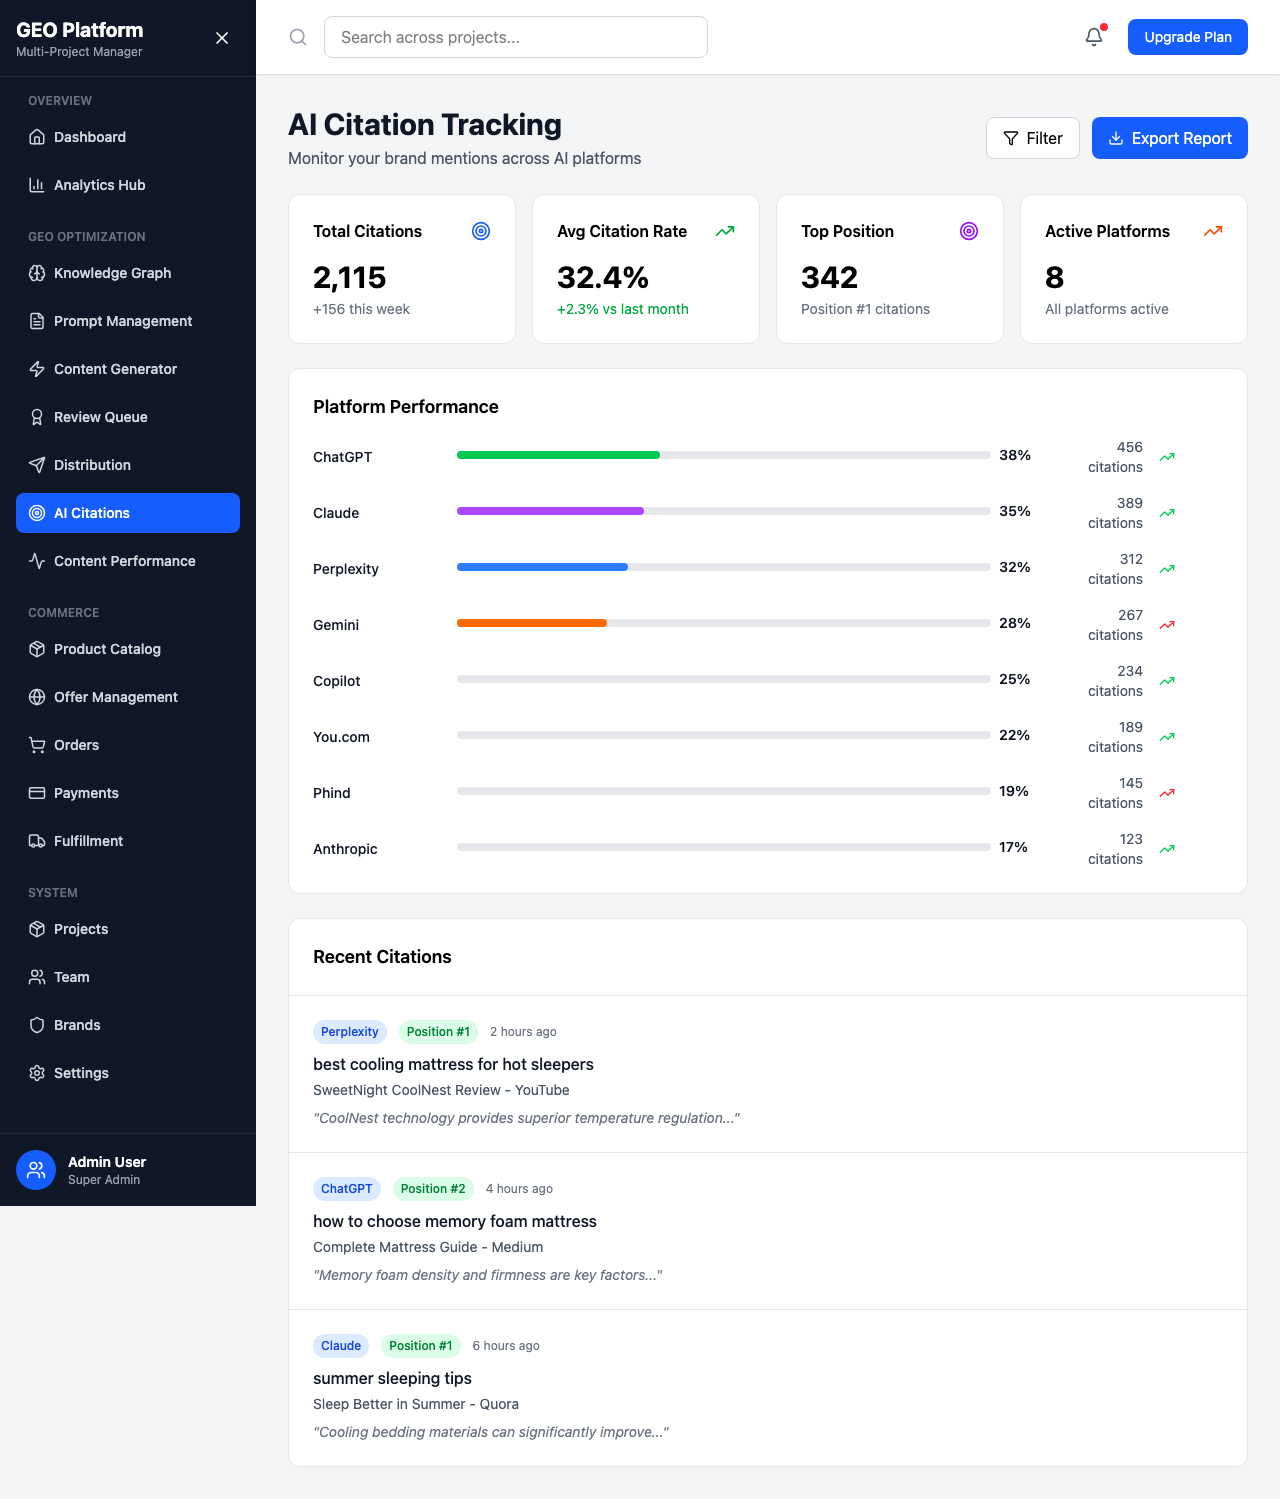 GEO Platform
Multi-Project Manager
OVERVIEW
Dashboard
Analytics Hub
GEO OPTIMIZATION
Knowledge Graph
Prompt Management
Content Generator
Review Queue
Distribution
AI Citations
Content Performance
COMMERCE
Product Catalog
Offer Management
Orders
Payments
Fulfillment
SYSTEM
Projects
Team
Brands
Settings
Admin User
Super Admin
Search across projects...
Upgrade Plan
AI Citation Tracking
Monitor your brand mentions across AI platforms
Filter
Export Report
Total Citations
2,115
+156 this week
Avg Citation Rate
32.4%
+2.3% vs last month
Top Position
342
Position #1 citations
Active Platforms
8
All platforms active
Platform Performance
ChatGPT 38% 456 citations
Claude 35% 389 citations
Perplexity 32% 312 citations
Gemini 28% 267 citations
Copilot 25% 234 citations
You.com 22% 189 citations
Phind 19% 145 citations
Anthropic 17% 123 citations
Recent Citations
Perplexity Position #1 2 hours ago
best cooling mattress for hot sleepers
SweetNight CoolNest Review - YouTube
"CoolNest technology provides superior temperature regulation..."
ChatGPT Position #2 4 hours ago
how to choose memory foam mattress
Complete Mattress Guide - Medium
"Memory foam density and firmness are key factors..."
Claude Position #1 6 hours ago
summer sleeping tips
Sleep Better in Summer - Quora
"Cooling bedding materials can significantly improve..."